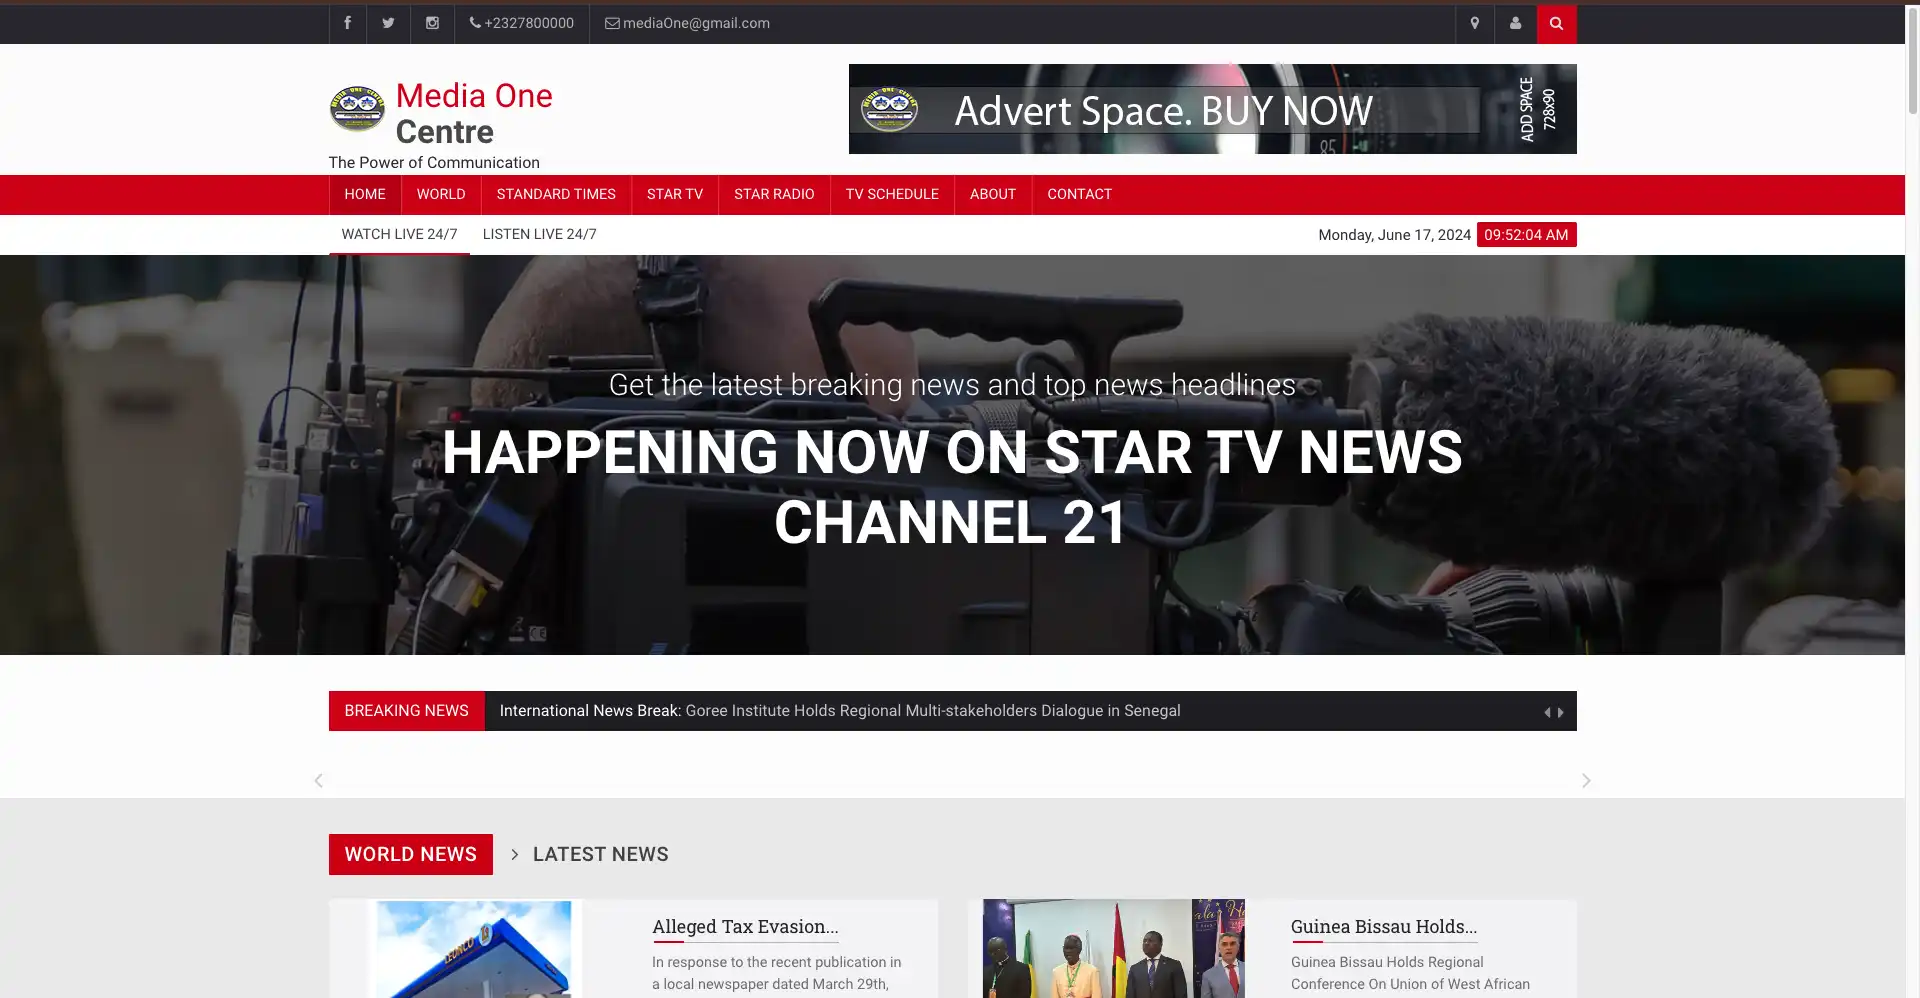 +2327800000
mediaOne@gmail.com
Media One
Centre
The Power of Communication
Advert Space. BUY NOW
ADD SPACE
728x90
85
HOME WORLD STANDARD TIMES STAR TV STAR RADIO TV SCHEDULE ABOUT CONTACT
WATCH LIVE 24/7 LISTEN LIVE 24/7
Monday, June 17, 2024 09:52:04 AM
Get the latest breaking news and top news headlines
HAPPENING NOW ON STAR TV NEWS
CHANNEL 21
BREAKING NEWS
International News Break: Goree Institute Holds Regional Multi-stakeholders Dialogue in Senegal
WORLD NEWS
LATEST NEWS
LEONCO
Alleged Tax Evasion...
In response to the recent publication in
a local newspaper dated March 29th,
Guinea Bissau Holds...
Guinea Bissau Holds Regional
Conference On Union of West African